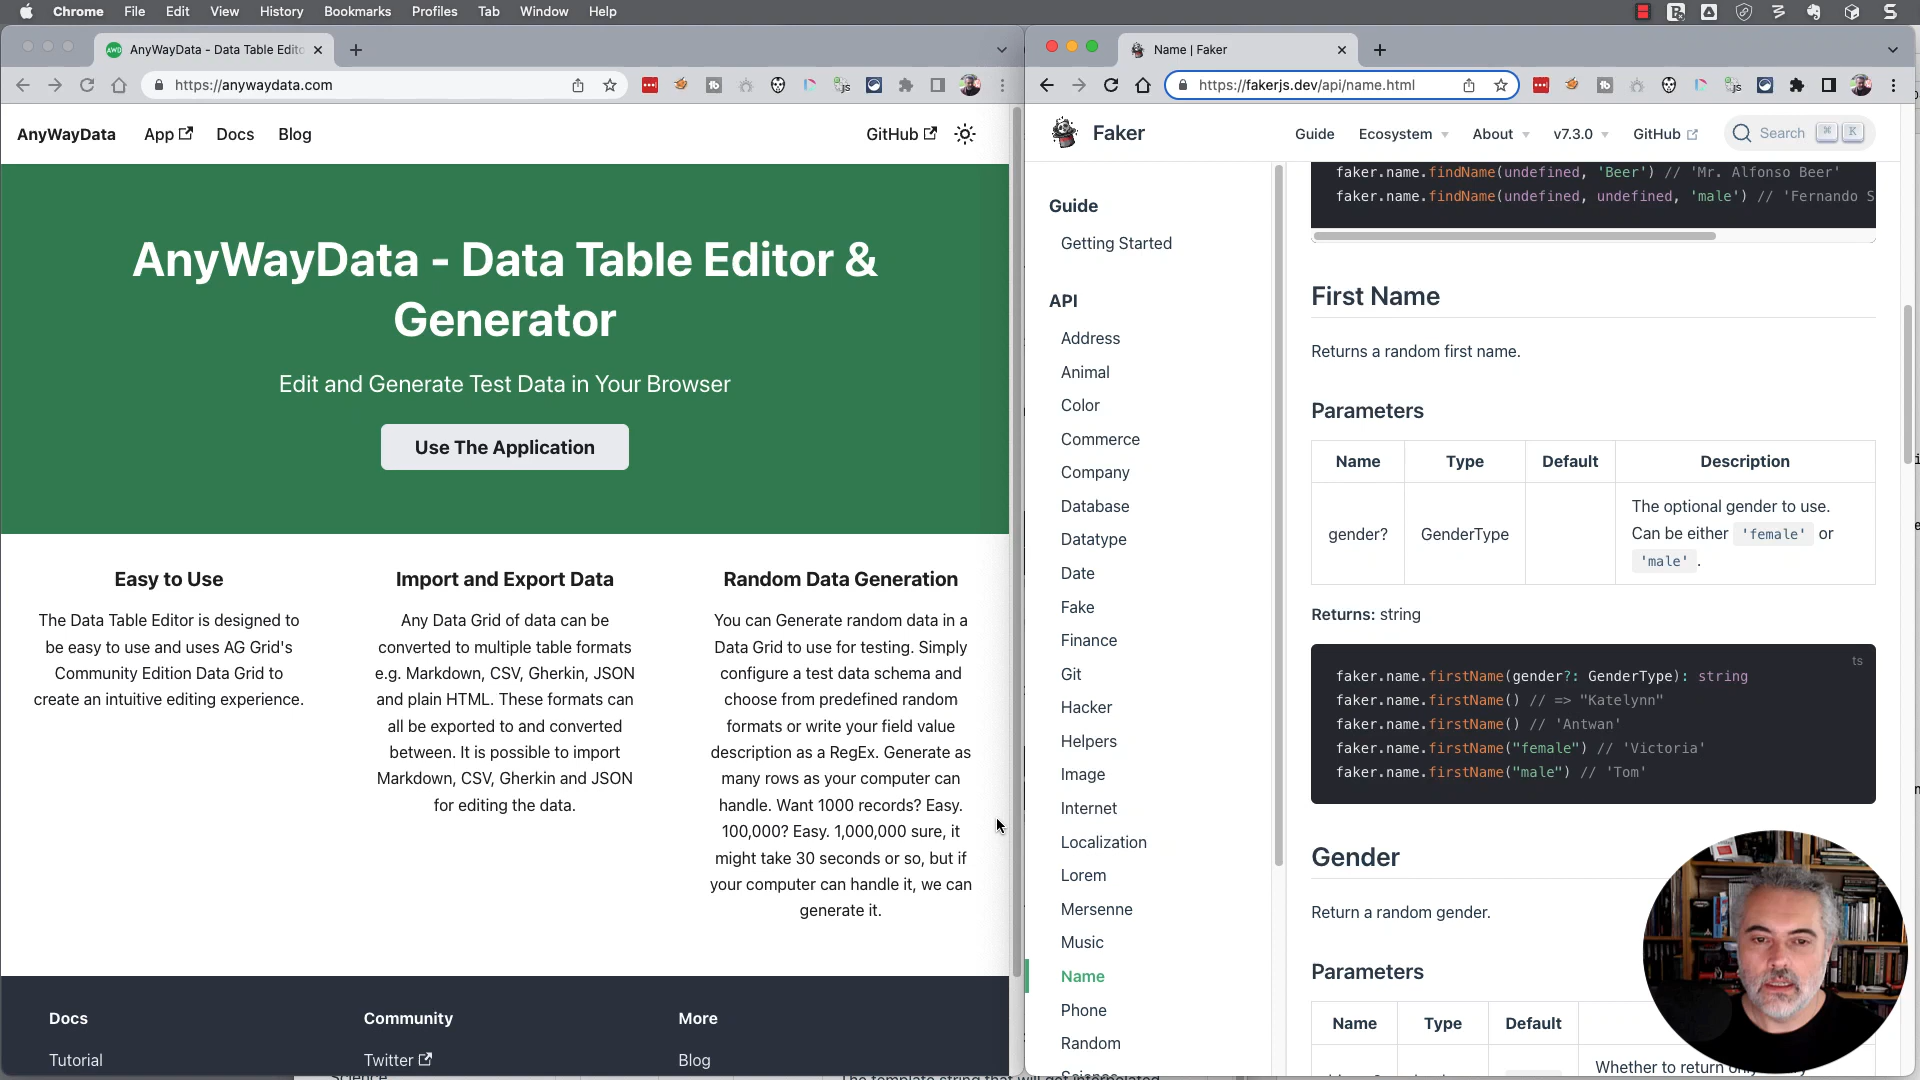 Chrome File Edit View History Bookmarks Profiles Tab Window Help
AWD AnyWayData - Data Table Edito
https://anywaydata.com
AnyWayData App Docs Blog GitHub
AnyWayData - Data Table Editor &
Generator
Edit and Generate Test Data in Your Browser
Use The Application
Easy to Use
The Data Table Editor is designed to
be easy to use and uses AG Grid's
Community Edition Data Grid to
create an intuitive editing experience.
Import and Export Data
Any Data Grid of data can be
converted to multiple table formats
e.g. Markdown, CSV, Gherkin, JSON
and plain HTML. These formats can
all be exported to and converted
between. It is possible to import
Markdown, CSV, Gherkin and JSON
for editing the data.
Random Data Generation
You can Generate random data in a
Data Grid to use for testing. Simply
configure a test data schema and
choose from predefined random
formats or write your field value
description as a RegEx. Generate as
many rows as your computer can
handle. Want 1000 records? Easy.
100,000? Easy. 1,000,000 sure, it
might take 30 seconds or so, but if
your computer can handle it, we can
generate it.
Docs
Tutorial
Community
Twitter
More
Blog
Name | Faker
https://fakerjs.dev/api/name.html
Faker Guide Ecosystem About v7.3.0 GitHub Search ⌘ K
Guide
Getting Started
API
Address
Animal
Color
Commerce
Company
Database
Datatype
Date
Fake
Finance
Git
Hacker
Helpers
Image
Internet
Localization
Lorem
Mersenne
Music
Name
Phone
Random
Science
faker.name.findName(undefined, 'Beer') // 'Mr. Alfonso Beer'
faker.name.findName(undefined, undefined, 'male') // 'Fernando S
First Name
Returns a random first name.
Parameters
Name Type Default Description
gender? GenderType The optional gender to use.
Can be either 'female' or
'male' .
Returns: string
ts
faker.name.firstName(gender?: GenderType): string
faker.name.firstName() // => "Katelynn"
faker.name.firstName() // 'Antwan'
faker.name.firstName("female") // 'Victoria'
faker.name.firstName("male") // 'Tom'
Gender
Return a random gender.
Parameters
Name Type Default
Whether to return only